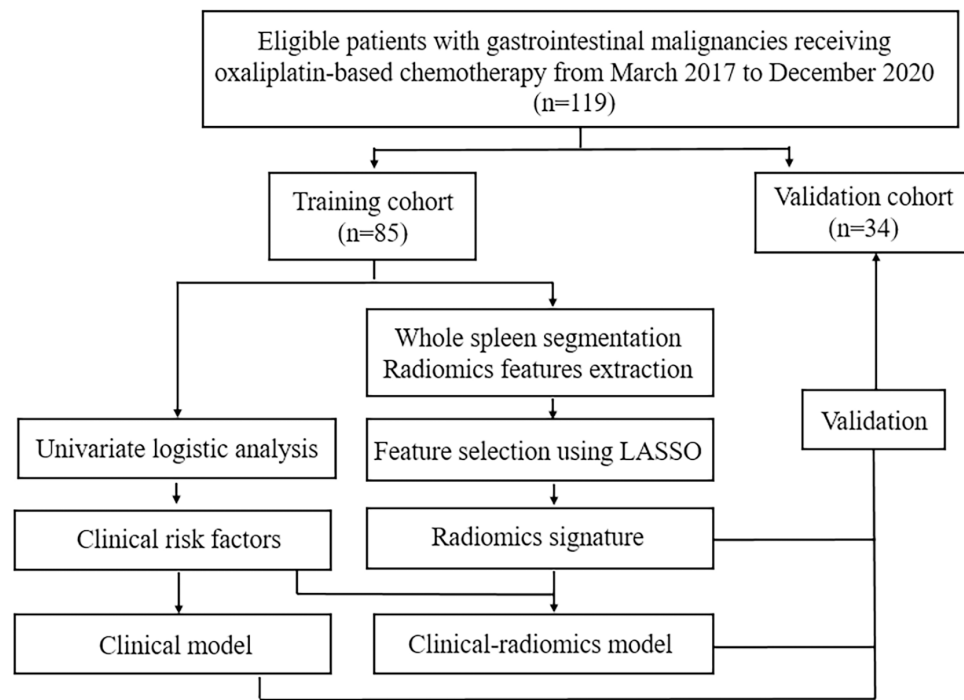 Eligible patients with gastrointestinal malignancies receiving
oxaliplatin-based chemotherapy from March 2017 to December 2020
(n=119)
Training cohort
(n=85)
Validation cohort
(n=34)
Whole spleen segmentation
Radiomics features extraction
Validation
Univariate logistic analysis
Feature selection using LASSO
Clinical risk factors
Radiomics signature
Clinical model
Clinical-radiomics model